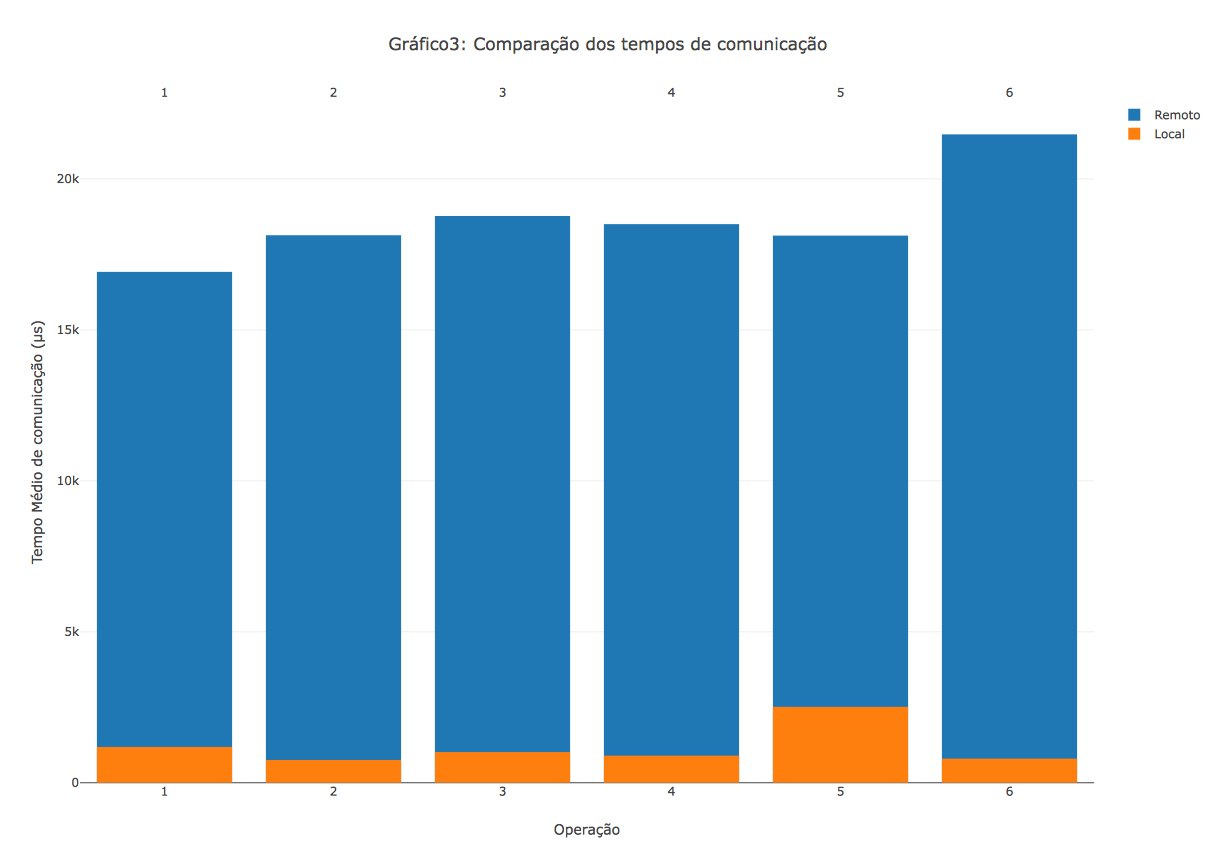 Gráfico3: Comparação dos tempos de comunicação
1 2 3 4 5 6
Remoto
Local
20k
15k
10k
5k
0
Tempo Médio de comunicação (µs)
1 2 3 4 5 6
Operação